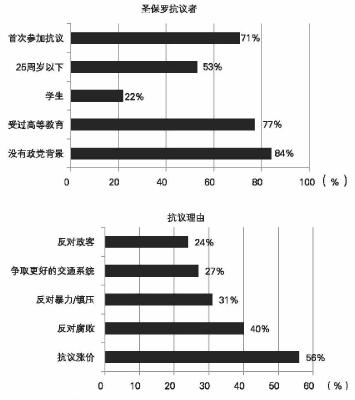 圣保罗抗议者
首次参加抗议 71%
25周岁以下 53%
学生 22%
受过高等教育 77%
没有政党背景 84%
0 20 40 60 80 100 (%)
抗议理由
反对政客 24%
争取更好的交通系统 27%
反对暴力/镇压 31%
反对腐败 40%
抗议涨价 56%
0 10 20 30 40 50 60 (%)